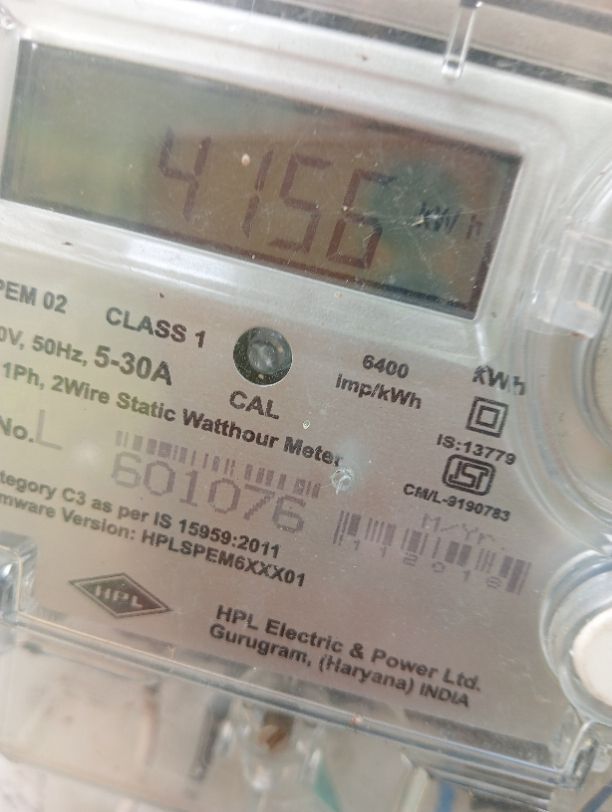 4156 kWh
PEM 02 CLASS 1
0V, 50Hz, 5-30A
6400
imp/kWh
kWh
CAL
1Ph, 2Wire Static Watthour Meter
IS:13779
No. L 601076
CM/L-9190783
M/Yr.
112018
ategory C3 as per IS 15959:2011
mware Version: HPLSPEM6XXX01
HPL
HPL Electric & Power Ltd.
Gurugram, (Haryana) INDIA